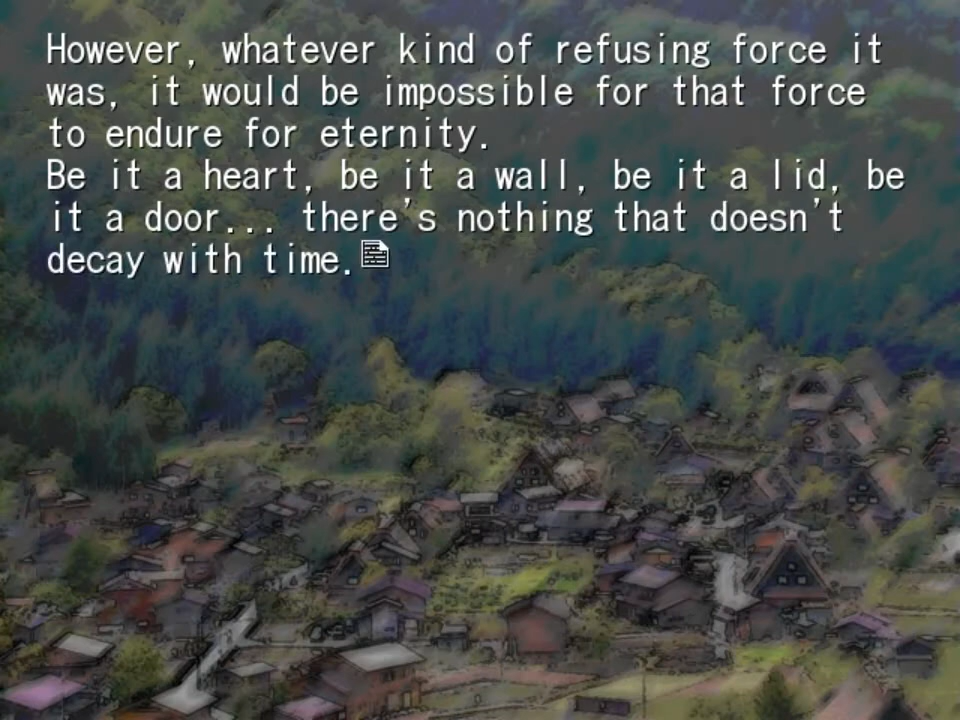 However, whatever kind of refusing force it
was, it would be impossible for that force
to endure for eternity.
Be it a heart, be it a wall, be it a lid, be
it a door... there's nothing that doesn't
decay with time.